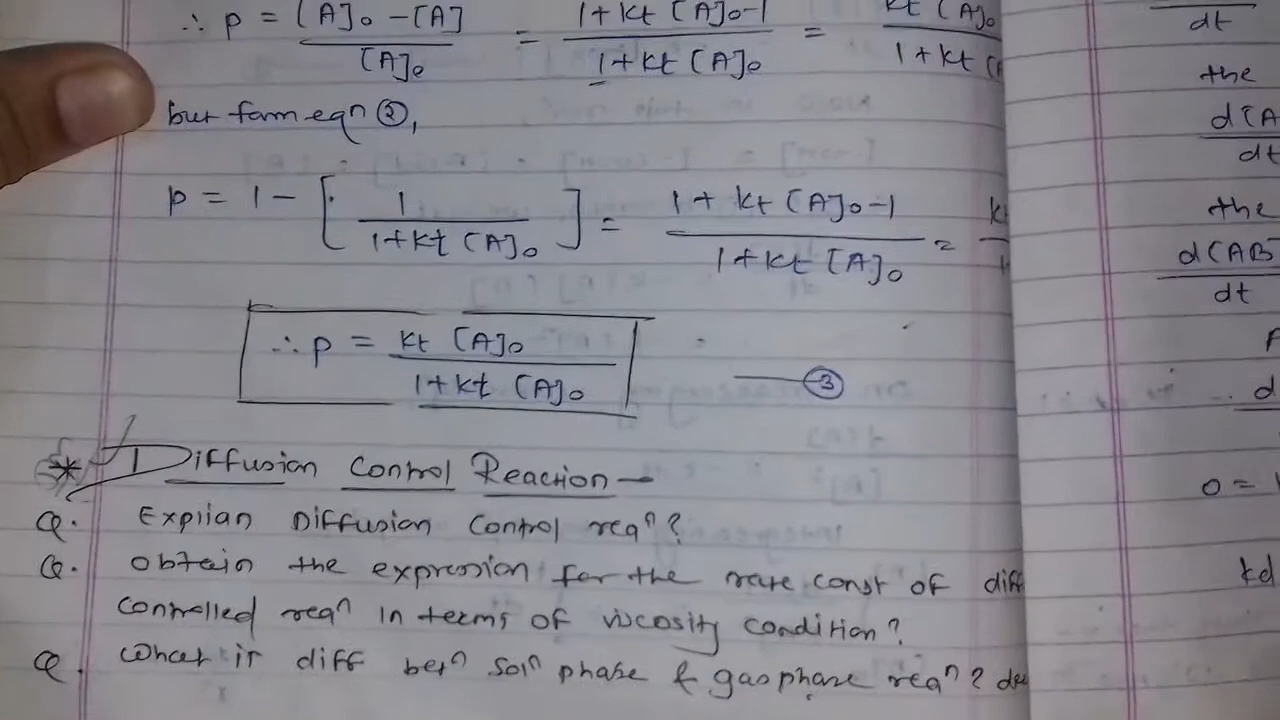 ∴ p = [A]₀ - [A] / [A]₀ = 1 + kt [A]₀ - 1 / 1 + kt [A]₀ = kt [A]₀ / 1 + kt
but form eqⁿ ②,
p = 1 - [ 1 / 1 + kt [A]₀ ] = 1 + kt [A]₀ - 1 / 1 + kt [A]₀ =
∴ p = kt [A]₀ / 1 + kt [A]₀ — ③
* Diffusion Control Reaction -
Q. Explian Diffusion Control reaⁿ?
Q. obtain the expression for the rate const of diff
controlled reaⁿ in terms of viscosity condition?
Q. What is diff betⁿ solⁿ phase & gas phase reaⁿ?
dt
the
d[A
dt
the
d[AB]
dt
d
0 =
kd